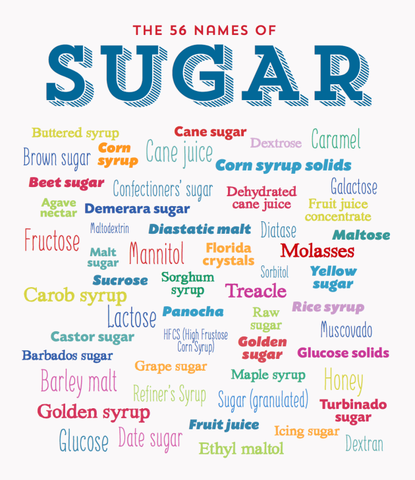 THE 56 NAMES OF
SUGAR
Buttered syrup
Cane sugar
Dextrose
Caramel
Brown sugar
Corn
syrup
Cane juice
Corn syrup solids
Beet sugar
Confectioners' sugar
Dehydrated
cane juice
Galactose
Agave
nectar
Demerara sugar
Fruit juice
concentrate
Fructose
Maltodextrin
Diastatic malt
Diatase
Maltose
Malt
sugar
Mannitol
Florida
crystals
Molasses
Sucrose
Sorghum
syrup
Sorbitol
Yellow
sugar
Carob syrup
Treacle
Lactose
Panocha
Raw
sugar
Rice syrup
Castor sugar
HFCS (High Frustose
Corn Syrup)
Golden
sugar
Muscovado
Barbados sugar
Glucose solids
Grape sugar
Barley malt
Maple syrup
Honey
Refiner's Syrup
Sugar (granulated)
Golden syrup
Turbinado
sugar
Fruit juice
Glucose
Date sugar
Icing sugar
Ethyl maltol
Dextran